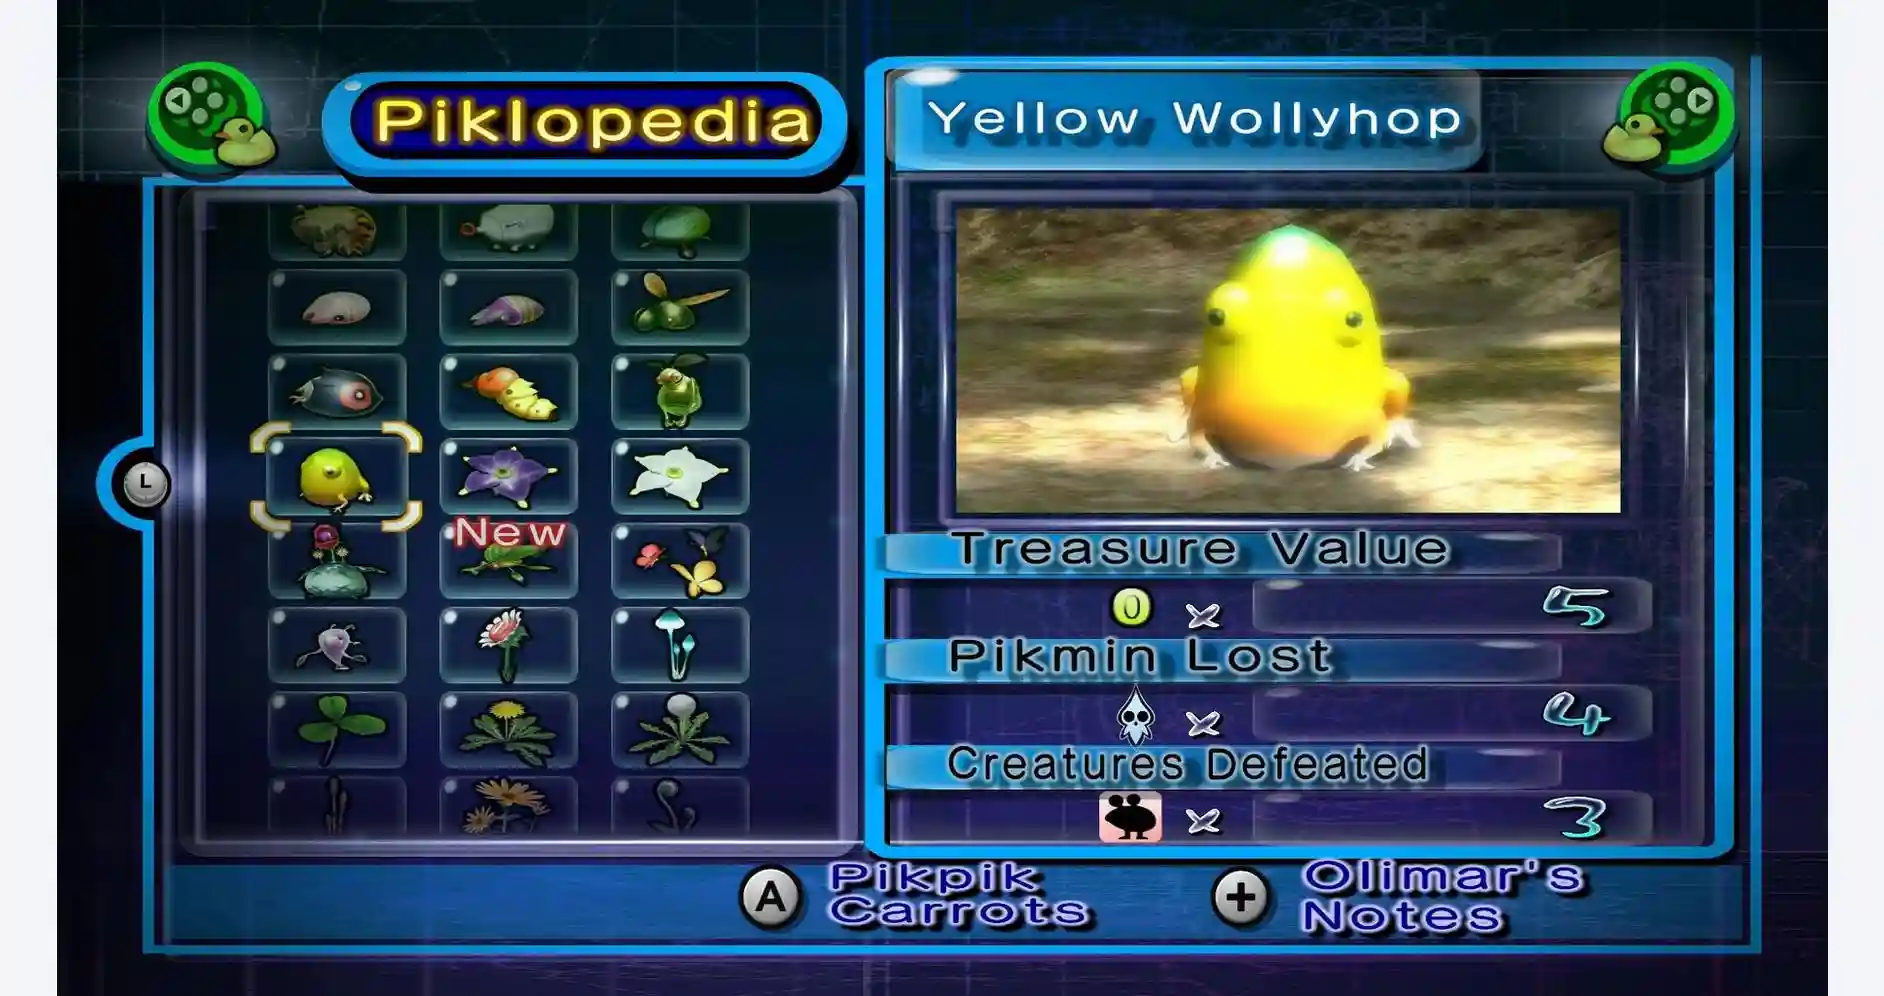 Piklopedia
Yellow Wollyhop
L
New
Treasure Value
0 × 5
Pikmin Lost
× 4
Creatures Defeated
× 3
A Pikpik
Carrots
+ Olimar's
Notes